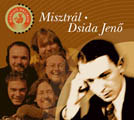 Misztrál •
Dsida Jenő